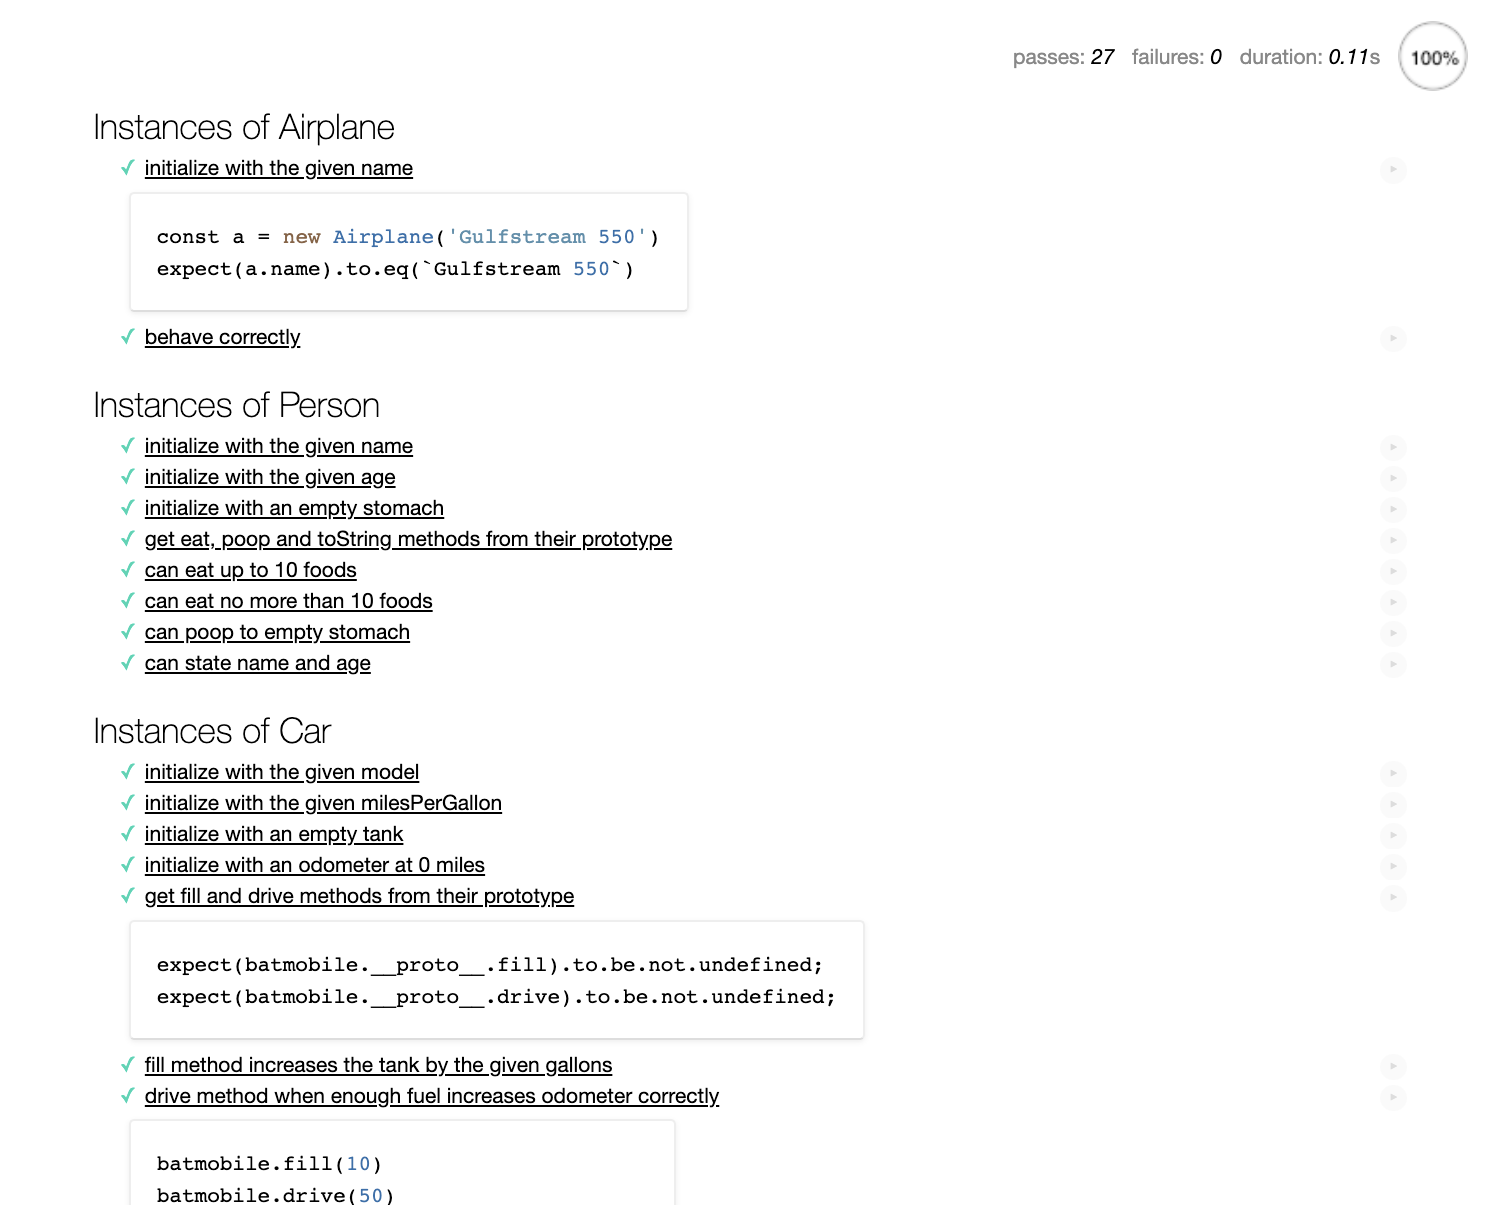 passes: 27 failures: 0 duration: 0.11s 100%
Instances of Airplane
✓ initialize with the given name
const a = new Airplane('Gulfstream 550')
expect(a.name).to.eq(`Gulfstream 550`)
✓ behave correctly
Instances of Person
✓ initialize with the given name
✓ initialize with the given age
✓ initialize with an empty stomach
✓ get eat, poop and toString methods from their prototype
✓ can eat up to 10 foods
✓ can eat no more than 10 foods
✓ can poop to empty stomach
✓ can state name and age
Instances of Car
✓ initialize with the given model
✓ initialize with the given milesPerGallon
✓ initialize with an empty tank
✓ initialize with an odometer at 0 miles
✓ get fill and drive methods from their prototype
expect(batmobile.__proto__.fill).to.be.not.undefined;
expect(batmobile.__proto__.drive).to.be.not.undefined;
✓ fill method increases the tank by the given gallons
✓ drive method when enough fuel increases odometer correctly
batmobile.fill(10)
batmobile.drive(50)